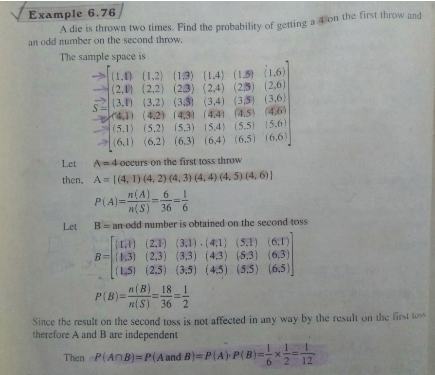 Example 6.76
A die is thrown two times. Find the probability of getting a 4 on the first throw and
an odd number on the second throw.
The sample space is
(1,1) (1,2) (1,3) (1,4) (1,5) (1,6)
(2,1) (2,2) (2,3) (2,4) (2,5) (2,6)
(3,1) (3,2) (3,3) (3,4) (3,5) (3,6)
S=
(4,1) (4,2) (4,3) (4,4) (4,5) (4,6)
(5,1) (5,2) (5,3) (5,4) (5,5) (5,6)
(6,1) (6,2) (6,3) (6,4) (6,5) (6,6)
Let A = 4 occurs on the first toss throw
then, A= {(4, 1) (4, 2) (4, 3) (4, 4) (4, 5) (4, 6)}
P(A)= n(A)/n(S) = 6/36 = 1/6
Let B = an odd number is obtained on the second toss
(1,1) (2,1) (3,1) (4,1) (5,1) (6,1)
B= (1,3) (2,3) (3,3) (4,3) (5,3) (6,3)
(1,5) (2,5) (3,5) (4,5) (5,5) (6,5)
P(B)= n(B)/n(S) = 18/36 = 1/2
Since the result on the second toss is not affected in any way by the result on the first toss
therefore A and B are independent
Then P(A∩B)=P(A and B)=P(A) P(B)= 1/6 × 1/2 = 1/12